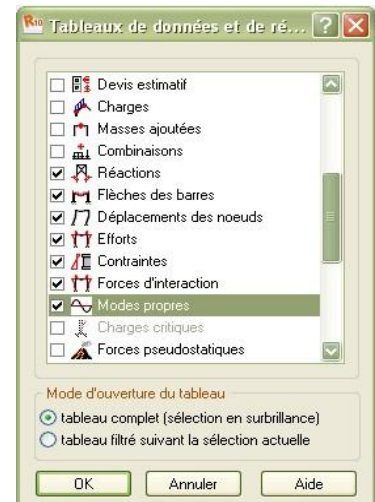 R10 Tableaux de données et de ré...
Devis estimatif
Charges
Masses ajoutées
Combinaisons
Réactions
Flèches des barres
Déplacements des noeuds
Efforts
Contraintes
Forces d'interaction
Modes propres
Charges critiques
Forces pseudostatiques
Mode d'ouverture du tableau
tableau complet (sélection en surbrillance)
tableau filtré suivant la sélection actuelle
OK Annuler Aide